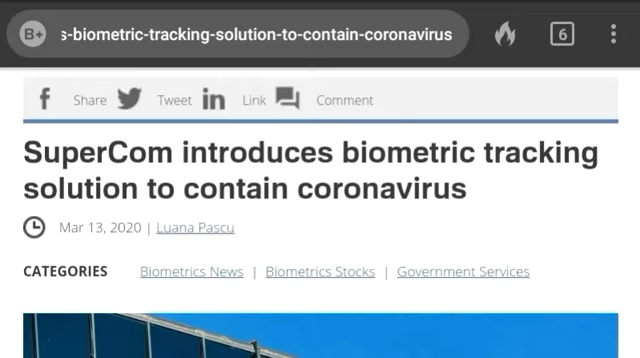 B+ s-biometric-tracking-solution-to-contain-coronavirus 6
f Share Tweet in Link Comment
SuperCom introduces biometric tracking
solution to contain coronavirus
Mar 13, 2020 | Luana Pascu
CATEGORIES Biometrics News | Biometrics Stocks | Government Services